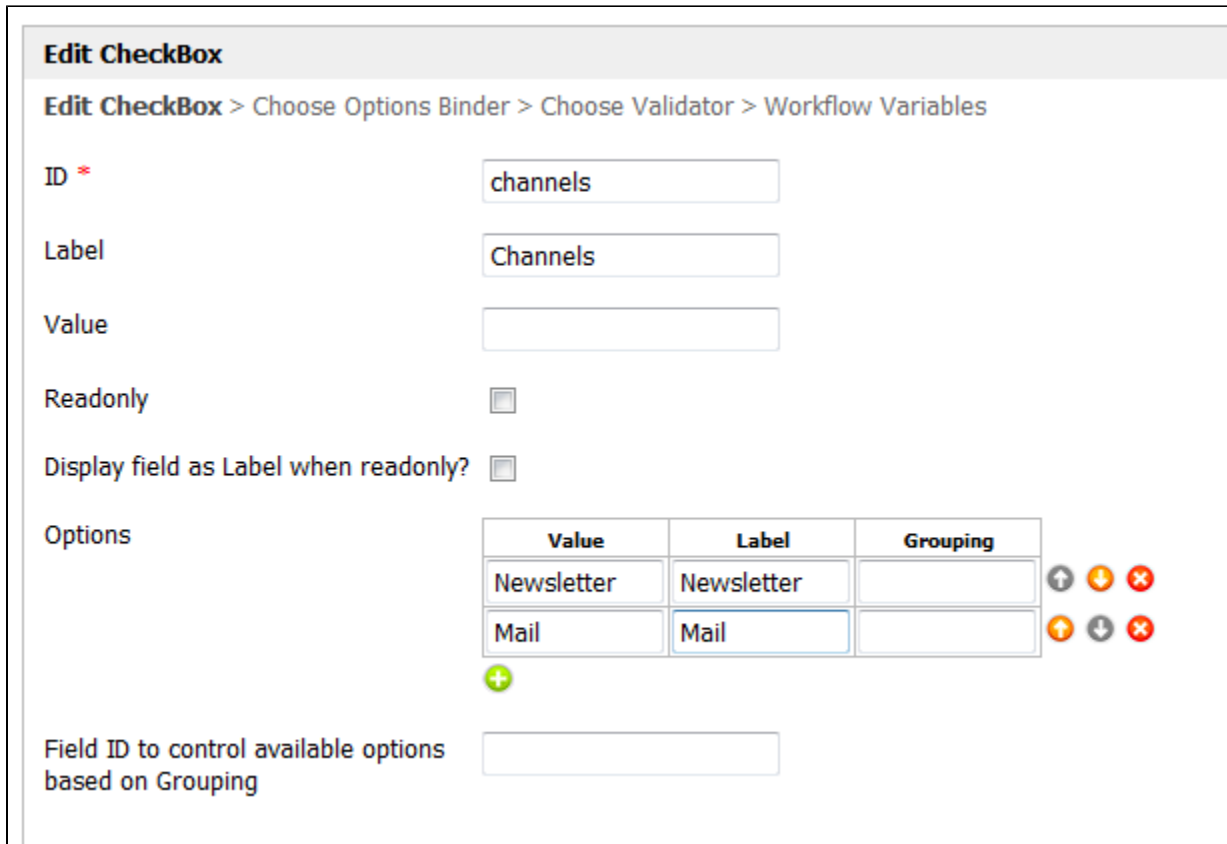 Edit CheckBox
Edit CheckBox > Choose Options Binder > Choose Validator > Workflow Variables
ID * channels
Label Channels
Value
Readonly
Display field as Label when readonly?
Options Value Label Grouping
Newsletter Newsletter
Mail Mail
Field ID to control available options
based on Grouping